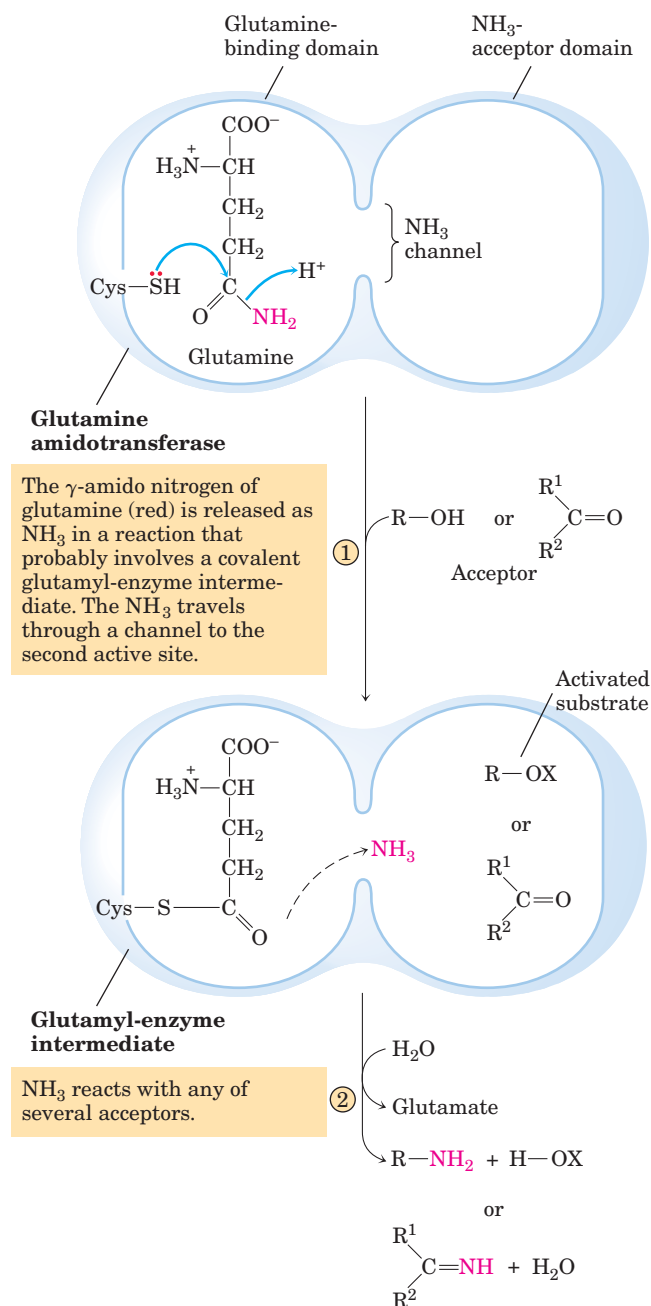 Glutamine-
binding domain
NH3-
acceptor domain
COO−
H3N+—CH
CH2
CH2
NH3
channel
H+
Cys—SH
C
O
NH2
Glutamine
Glutamine
amidotransferase
The γ-amido nitrogen of
glutamine (red) is released as
NH3 in a reaction that
probably involves a covalent
glutamyl-enzyme interme-
diate. The NH3 travels
through a channel to the
second active site.
1
R—OH or
R1
C=O
R2
Acceptor
Activated
substrate
COO−
H3N+—CH
CH2
CH2
Cys—S—C
O
NH3
R—OX
or
R1
C=O
R2
Glutamyl-enzyme
intermediate
NH3 reacts with any of
several acceptors.
2
H2O
Glutamate
R—NH2 + H—OX
or
R1
C=NH + H2O
R2